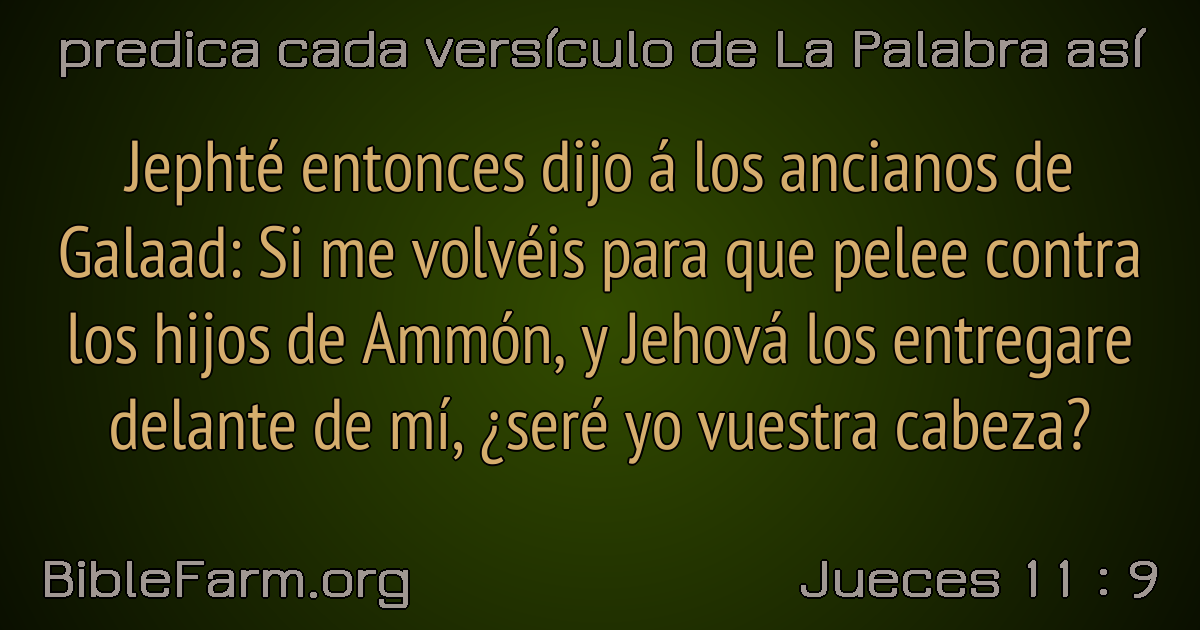 predica cada versículo de La Palabra así
Jephté entonces dijo á los ancianos de
Galaad: Si me volvéis para que pelee contra
los hijos de Ammón, y Jehová los entregare
delante de mí, ¿seré yo vuestra cabeza?
BibleFarm.org
Jueces 11 : 9